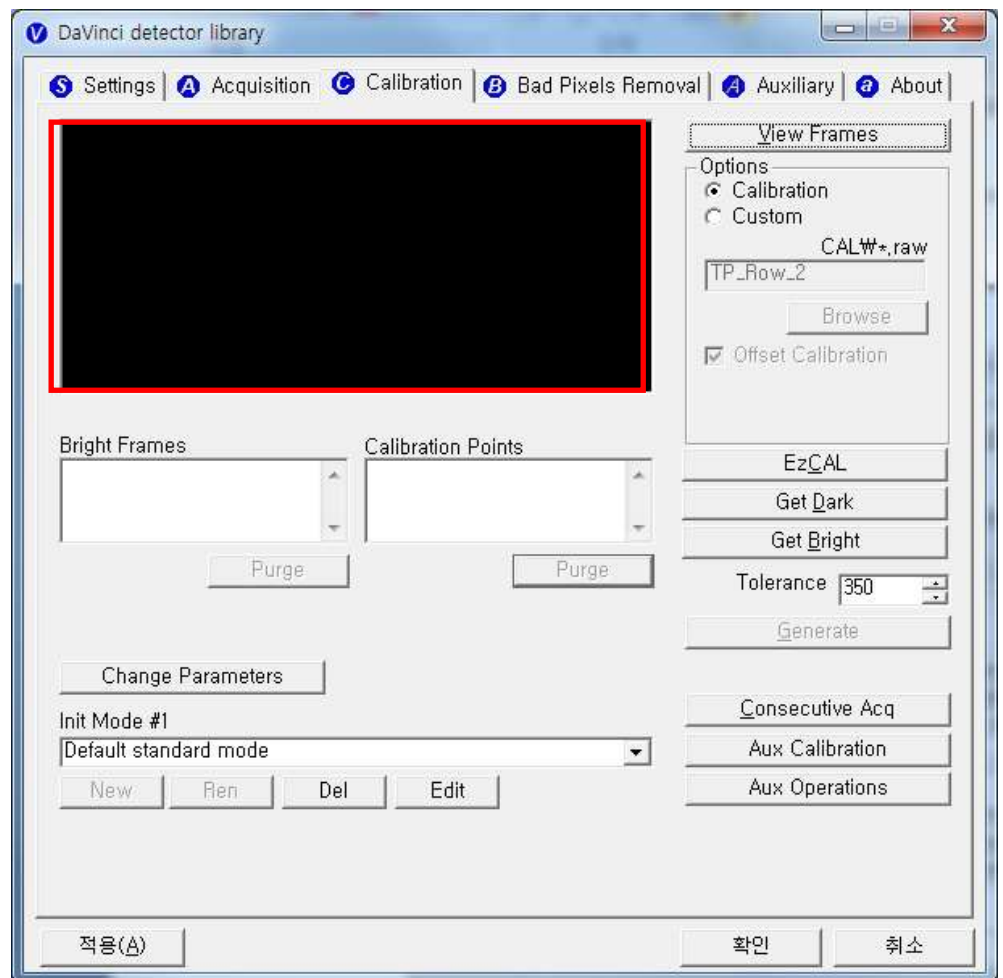 DaVinci detector library
S Settings A Acquisition C Calibration B Bad Pixels Removal A Auxiliary a About
View Frames
Options
Calibration
Custom
CAL₩*.raw
TP_Row_2
Browse
Offset Calibration
Bright Frames
Calibration Points
Purge
Purge
EzCAL
Get Dark
Get Bright
Tolerance 350
Generate
Change Parameters
Init Mode #1
Default standard mode
New Ren Del Edit
Consecutive Acq
Aux Calibration
Aux Operations
적용(A) 확인 취소